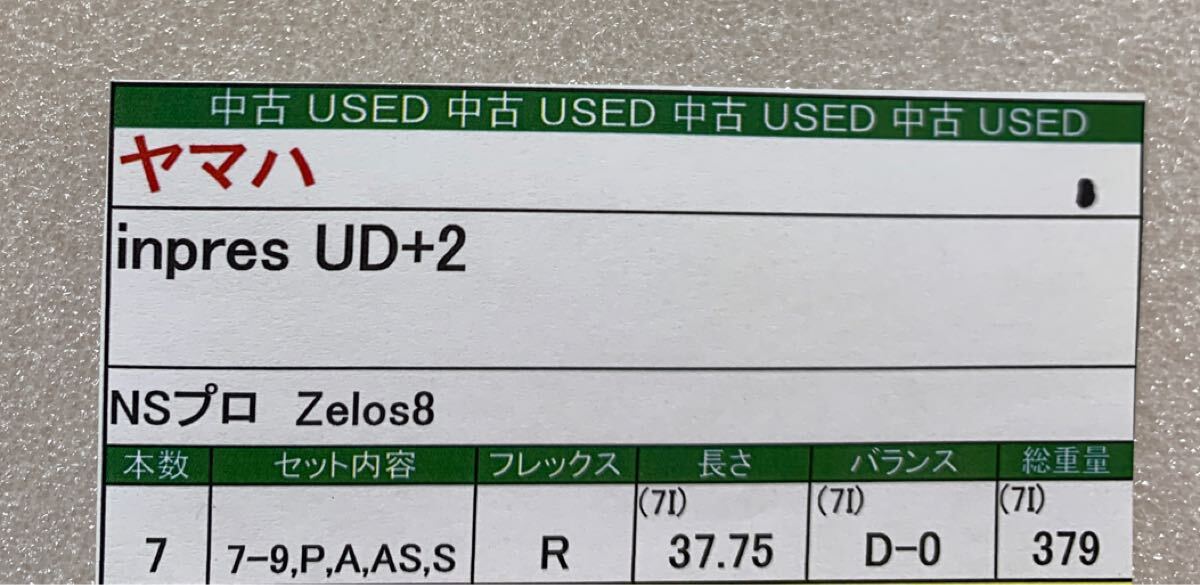 中古 USED 中古 USED 中古 USED 中古 USED
ヤマハ
inpres UD+2
NSプロ Zelos8
本数 セット内容 フレックス 長さ バランス 総重量
(7I) (7I) (7I)
7 7-9,P,A,AS,S R 37.75 D-0 379